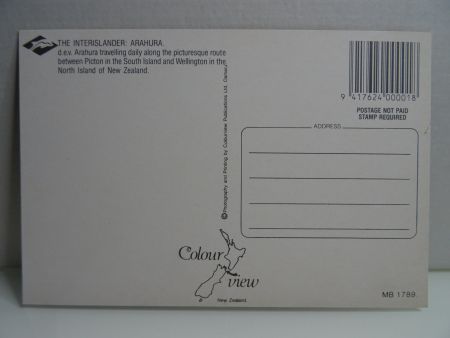 THE INTERISLANDER: ARAHURA.
d.e.v. Arahura travelling daily along the picturesque route
between Picton in the South Island and Wellington in the
North Island of New Zealand.
9 417624 000018
POSTAGE NOT PAID
STAMP REQUIRED
ADDRESS
© Photography and Printing by Colourview Publications Ltd.
Colour
view
New Zealand.
MB 1789